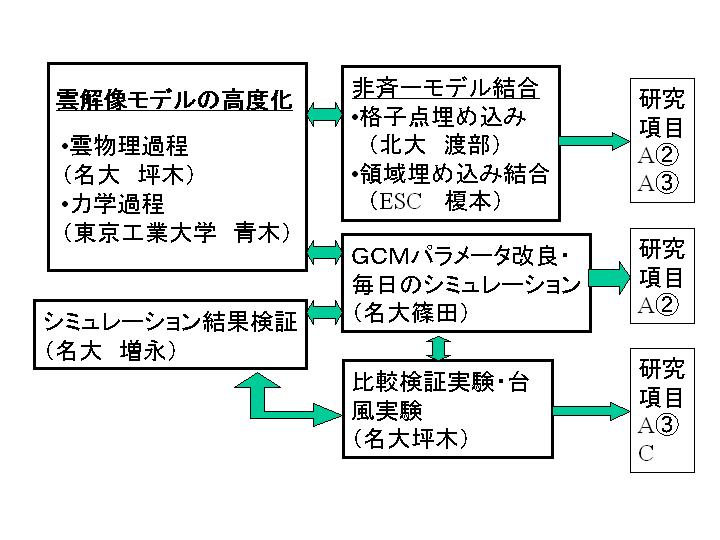 雲解像モデルの高度化
•雲物理過程
（名大　坪木）
•力学過程
（東京工業大学　青木）
非斉一モデル結合
•格子点埋め込み
（北大　渡部）
•領域埋め込み結合
（ESC　榎本）
研究
項目
A②
A③
GCMパラメータ改良・
毎日のシミュレーション
（名大篠田）
研究
項目
A②
シミュレーション結果検証
（名大　増永）
比較検証実験・台
風実験
（名大坪木）
研究
項目
A③
C